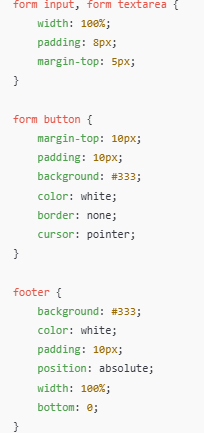 form input, form textarea {
    width: 100%;
    padding: 8px;
    margin-top: 5px;
}

form button {
    margin-top: 10px;
    padding: 10px;
    background: #333;
    color: white;
    border: none;
    cursor: pointer;
}

footer {
    background: #333;
    color: white;
    padding: 10px;
    position: absolute;
    width: 100%;
    bottom: 0;
}